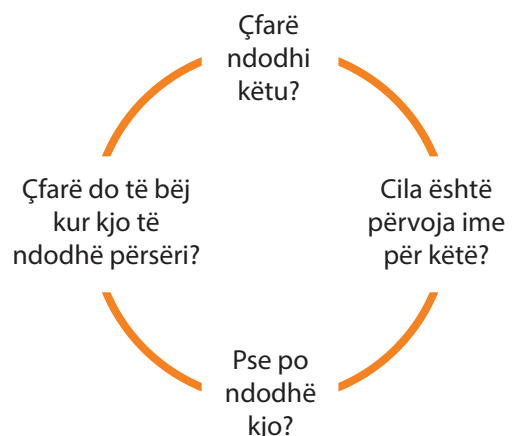 Çfarë
ndodhi
këtu?
Çfarë do të bëj
kur kjo të
ndodhë përsëri?
Cila është
përvoja ime
për këtë?
Pse po
ndodhë
kjo?